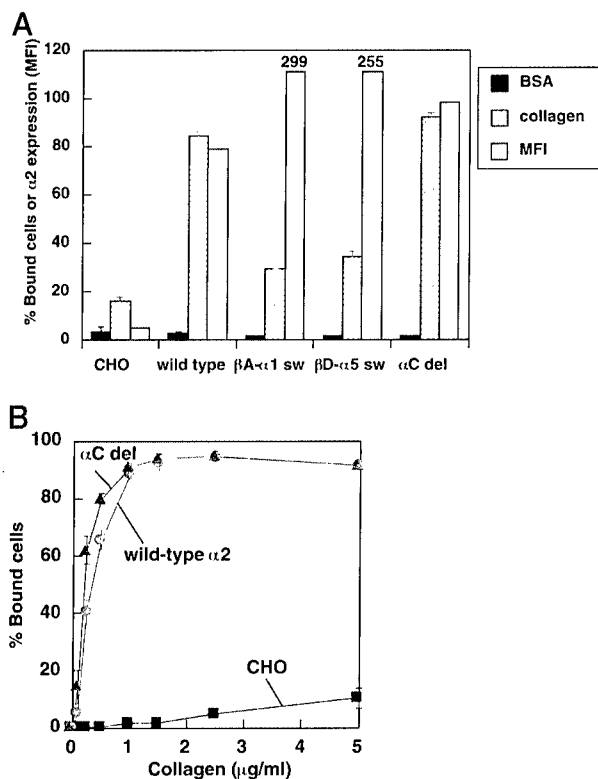 A
% Bound cells or α2 expression (MFI)
120
100
80
60
40
20
0
299
255
CHO
wild type
βA-α1 sw
βD-α5 sw
αC del
BSA
collagen
MFI
B
% Bound cells
100
80
60
40
20
0
αC del
wild-type α2
CHO
0
1
2
3
4
5
Collagen (μg/ml)